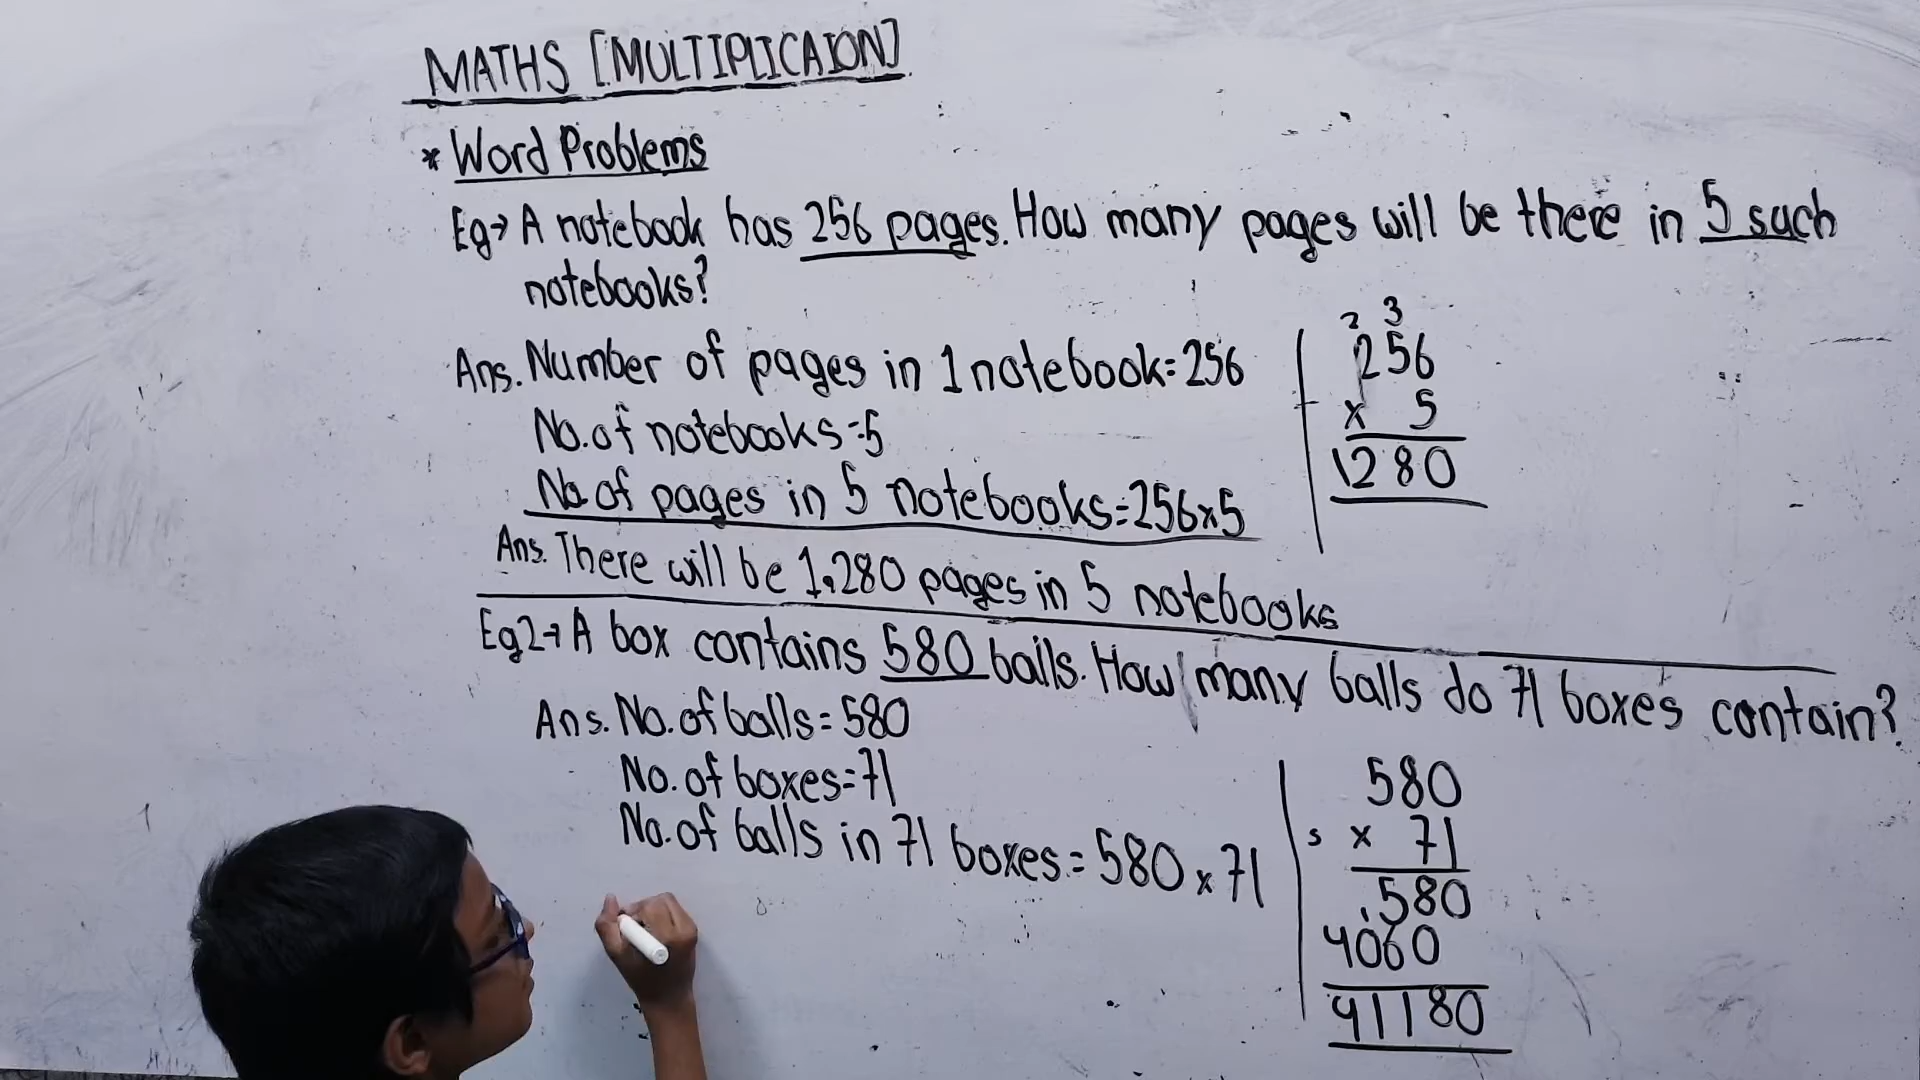 MATHS [MULTIPLICAION]
* Word Problems
Eg→ A notebook has 256 pages. How many pages will be there in 5 such
notebooks?
Ans. Number of pages in 1 notebook=256
No. of notebooks=5
No. of pages in 5 notebooks=256x5
2 3
256
x 5
1280
Ans. There will be 1,280 pages in 5 notebooks
Eg2→ A box contains 580 balls. How many balls do 71 boxes contain?
Ans. No. of balls=580
No. of boxes=71
No. of balls in 71 boxes=580x71
580
5 x 71
580
4060
41180